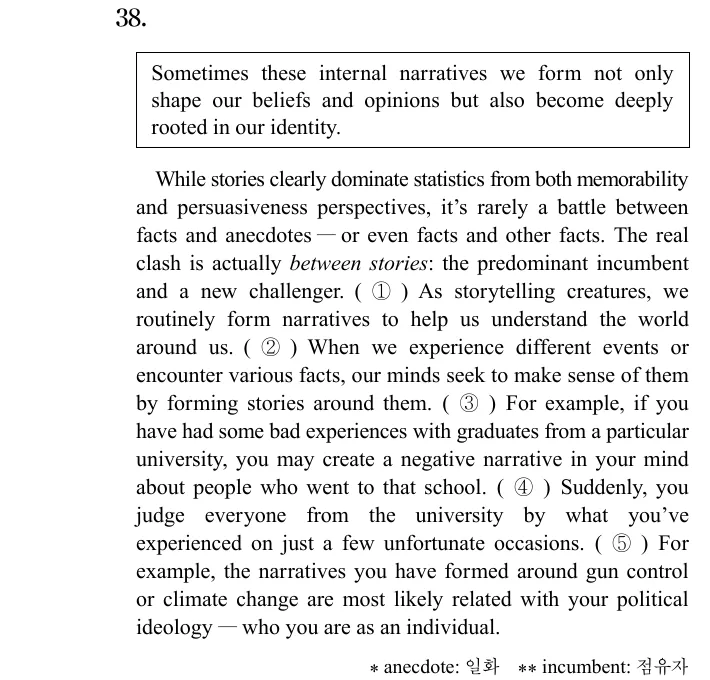 38.
Sometimes these internal narratives we form not only
shape our beliefs and opinions but also become deeply
rooted in our identity.
While stories clearly dominate statistics from both memorability
and persuasiveness perspectives, it’s rarely a battle between
facts and anecdotes — or even facts and other facts. The real
clash is actually between stories: the predominant incumbent
and a new challenger. ( ① ) As storytelling creatures, we
routinely form narratives to help us understand the world
around us. ( ② ) When we experience different events or
encounter various facts, our minds seek to make sense of them
by forming stories around them. ( ③ ) For example, if you
have had some bad experiences with graduates from a particular
university, you may create a negative narrative in your mind
about people who went to that school. ( ④ ) Suddenly, you
judge everyone from the university by what you’ve
experienced on just a few unfortunate occasions. ( ⑤ ) For
example, the narratives you have formed around gun control
or climate change are most likely related with your political
ideology — who you are as an individual.
* anecdote: 일화 ** incumbent: 점유자